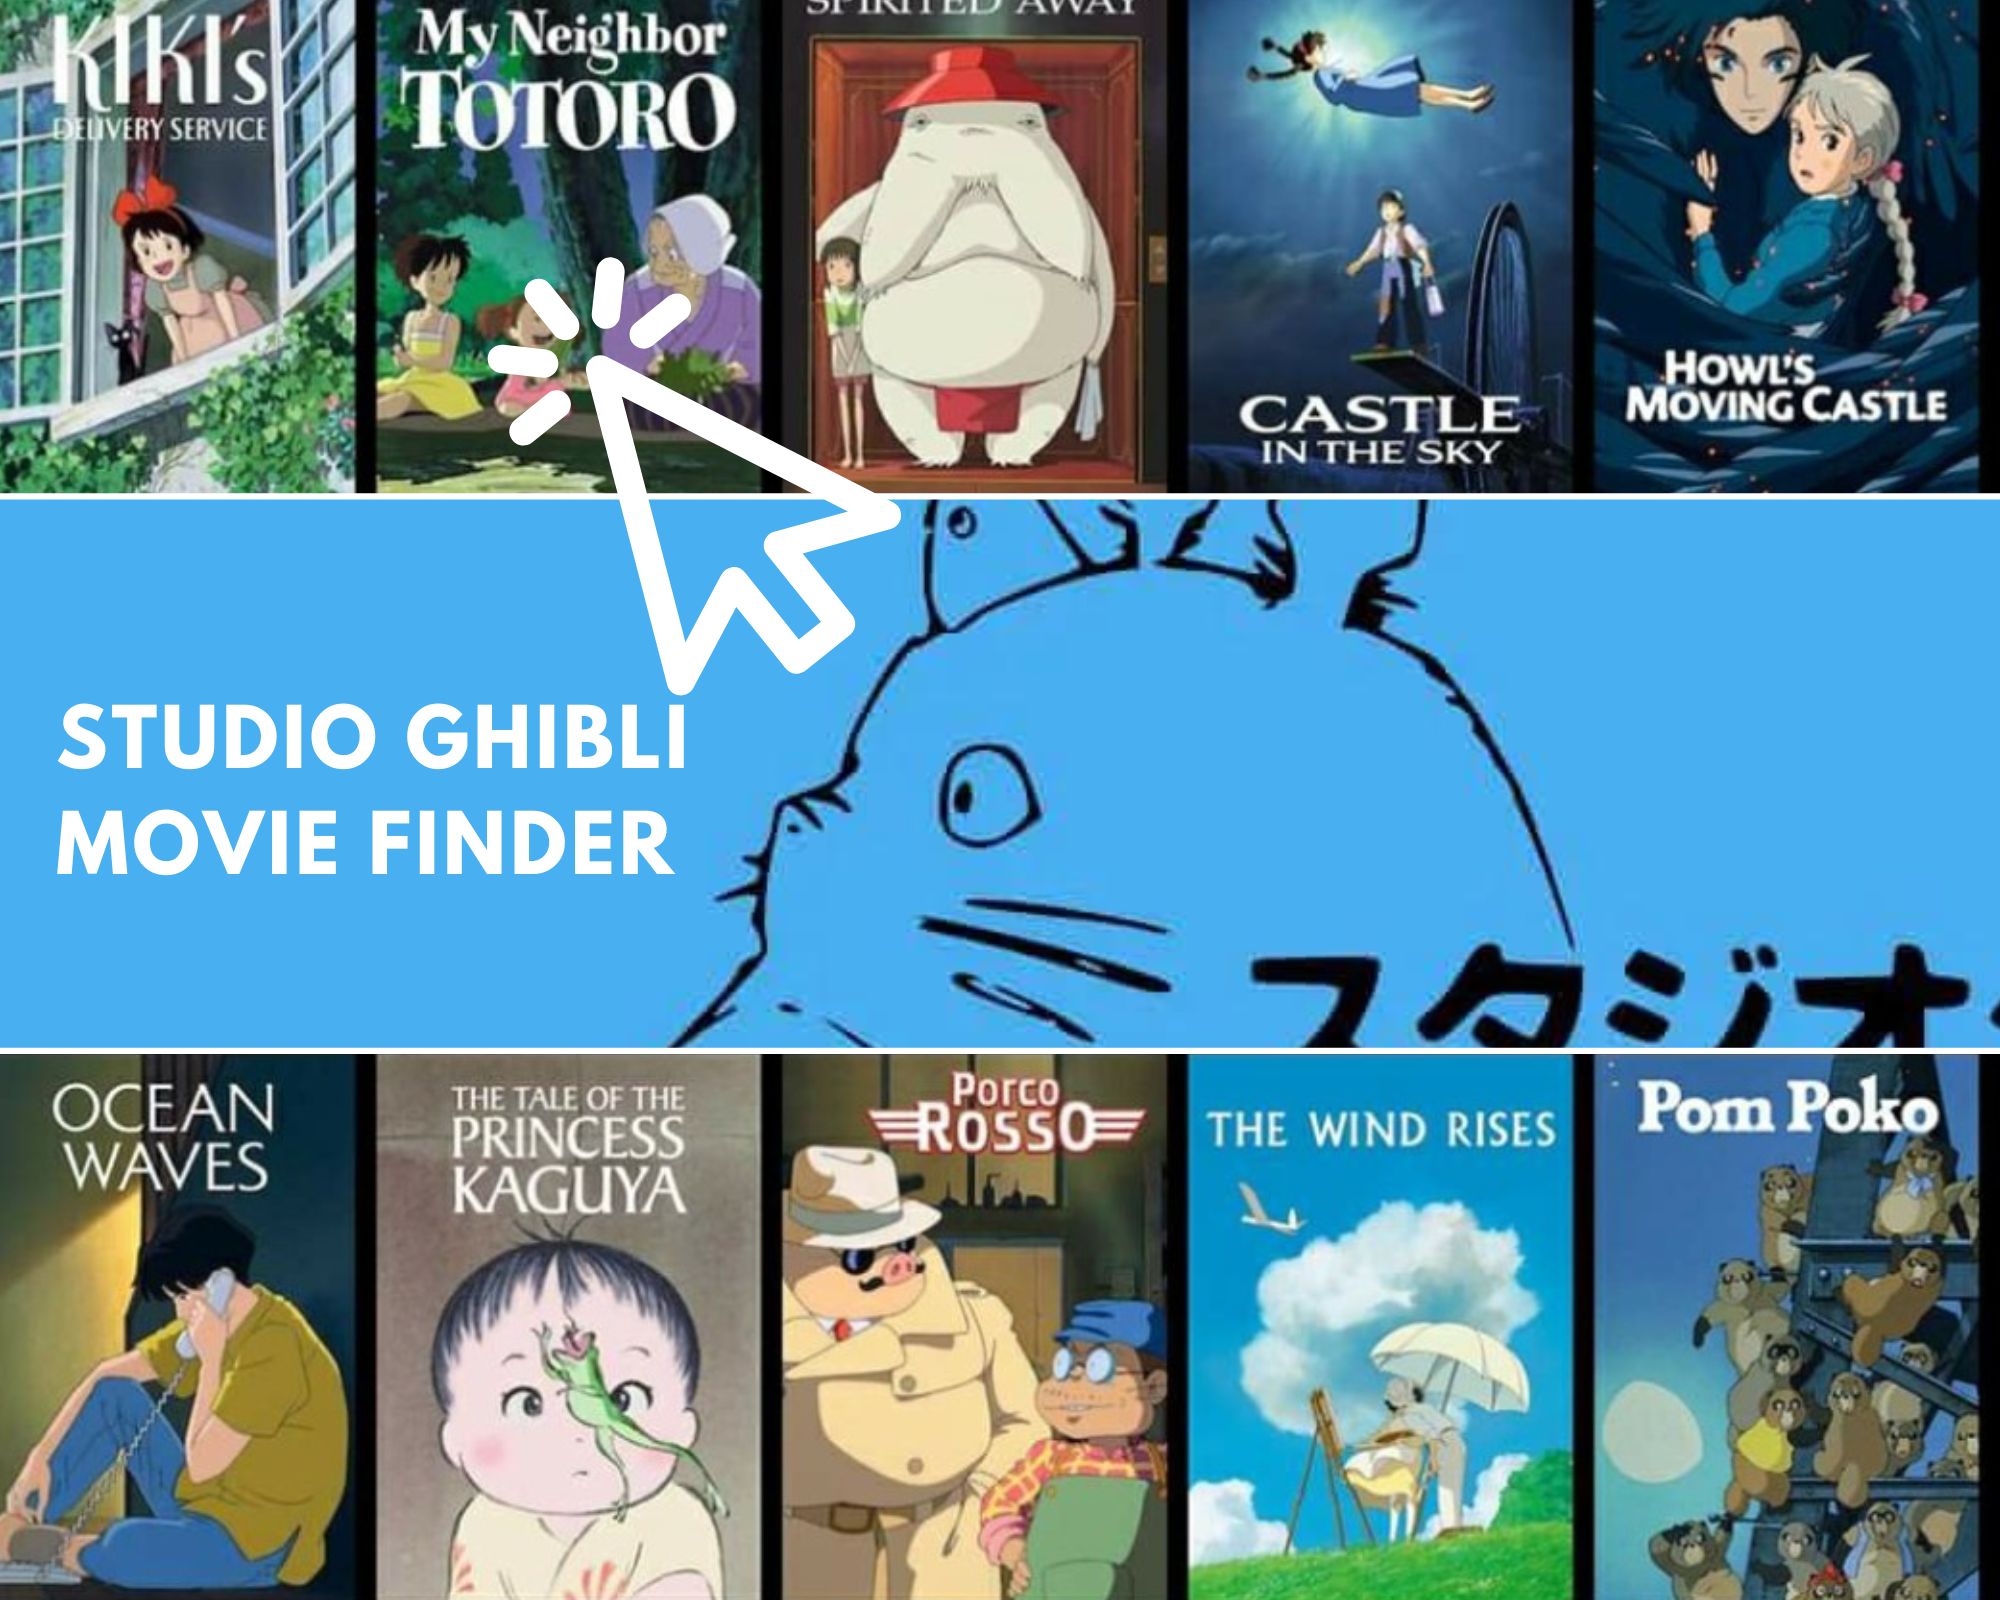 KIKI's
DELIVERY SERVICE
My Neighbor
TOTORO
SPIRITED AWAY
CASTLE
IN THE SKY
HOWL'S
MOVING CASTLE
STUDIO GHIBLI
MOVIE FINDER
スタジオ
OCEAN
WAVES
THE TALE OF THE
PRINCESS
KAGUYA
Porco
ROSSO
THE WIND RISES
Pom Poko